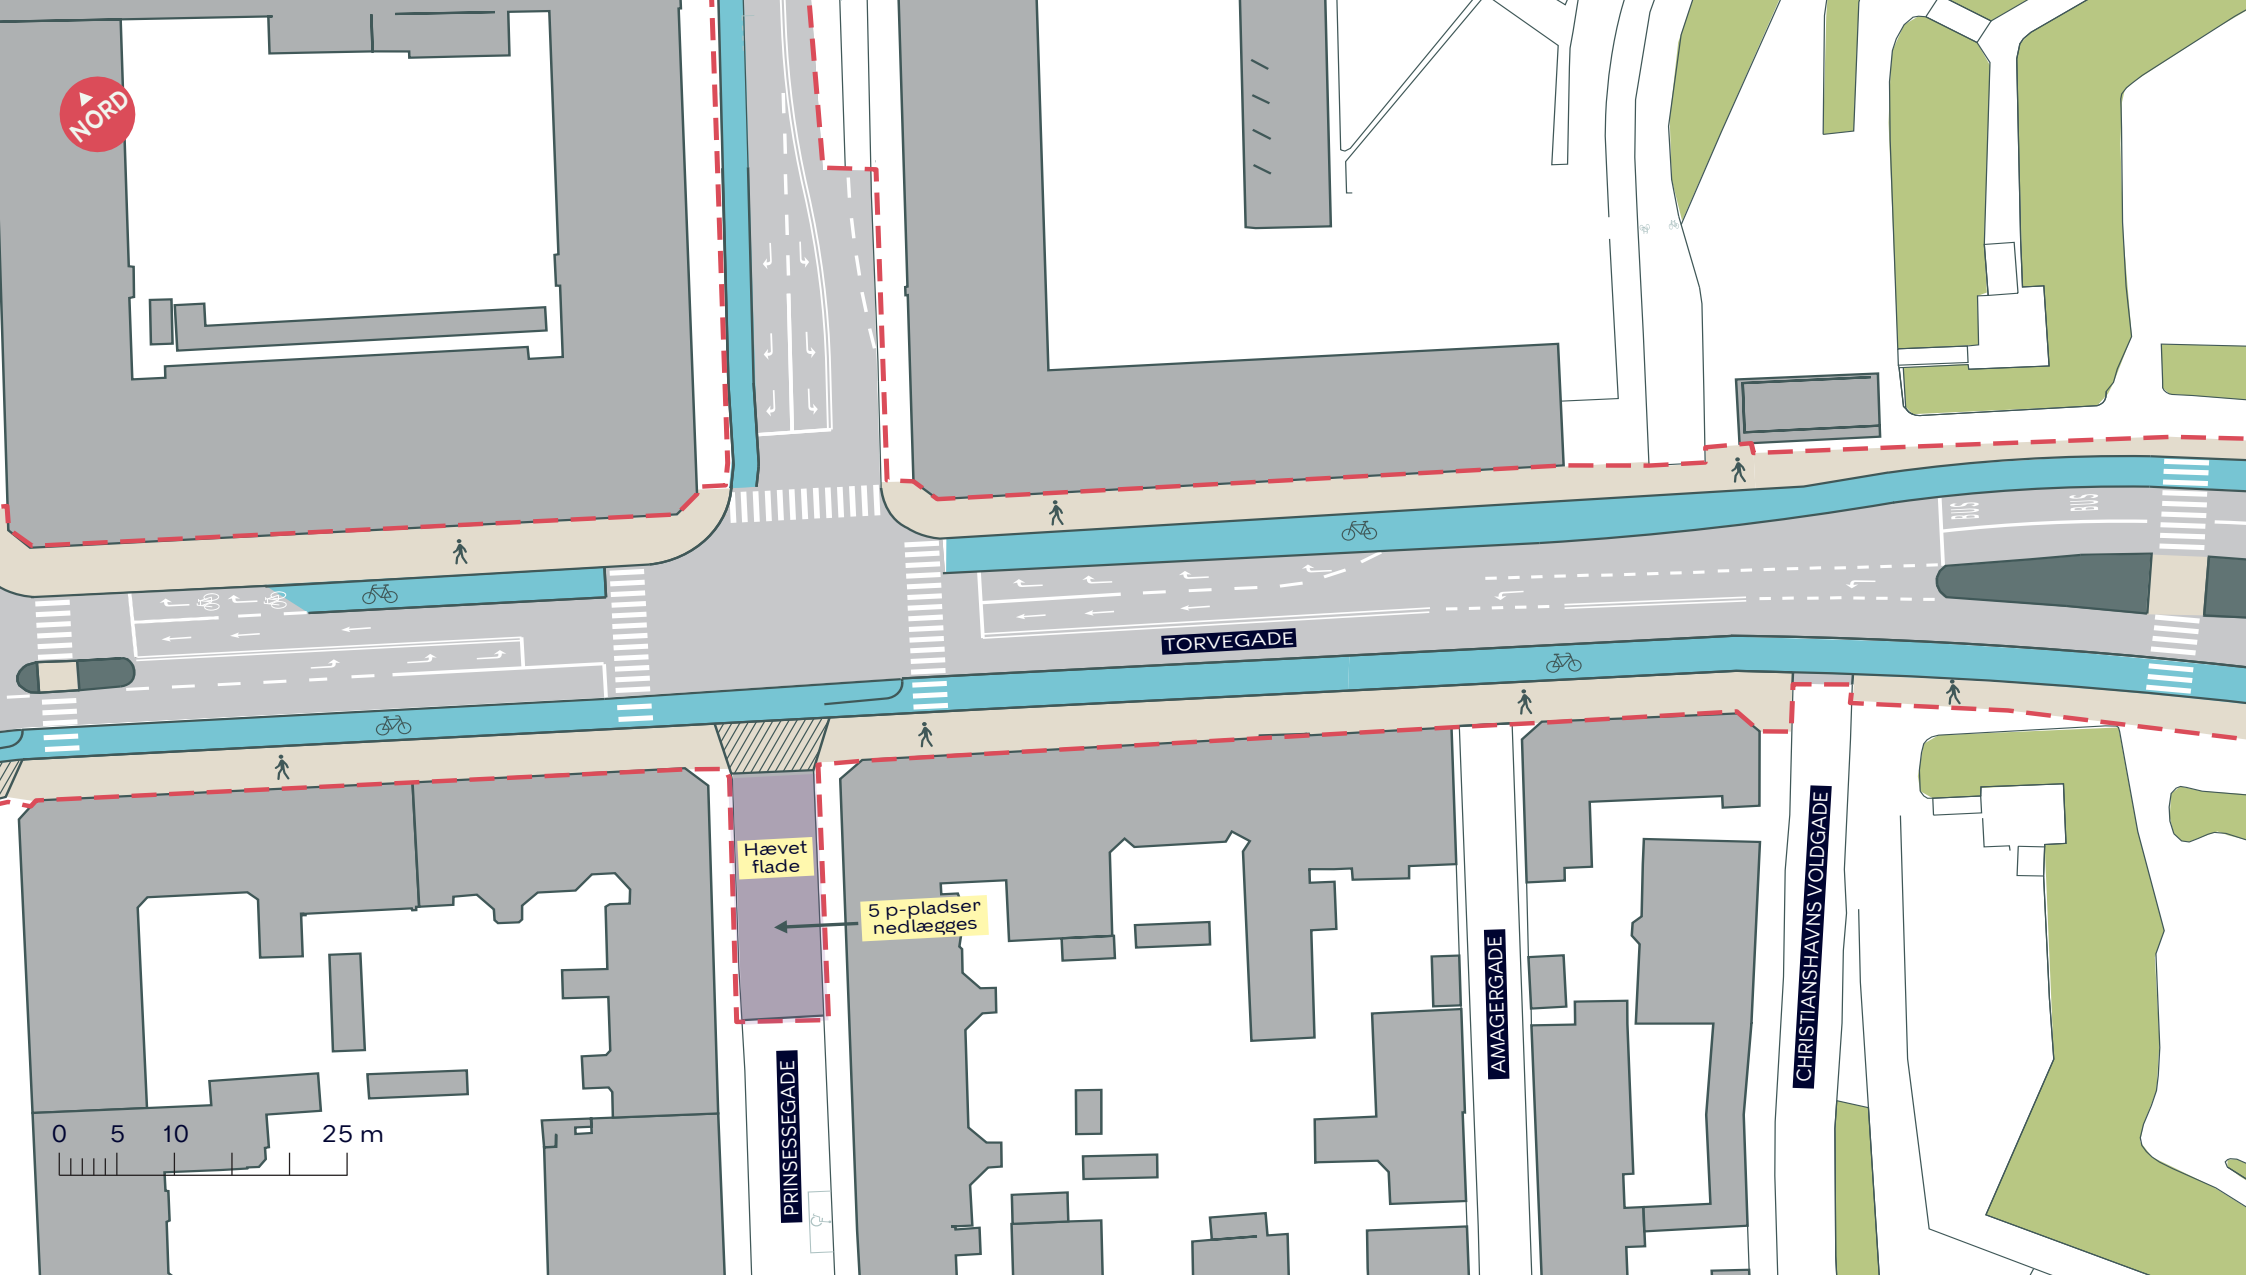 NORD
BUS
BUS
TORVEGADE
Hævet
flade
5 p-pladser
nedlægges
PRINSESSEGADE
AMAGERGADE
CHRISTIANSHAVNS VOLDGADE
0 5 10 25 m